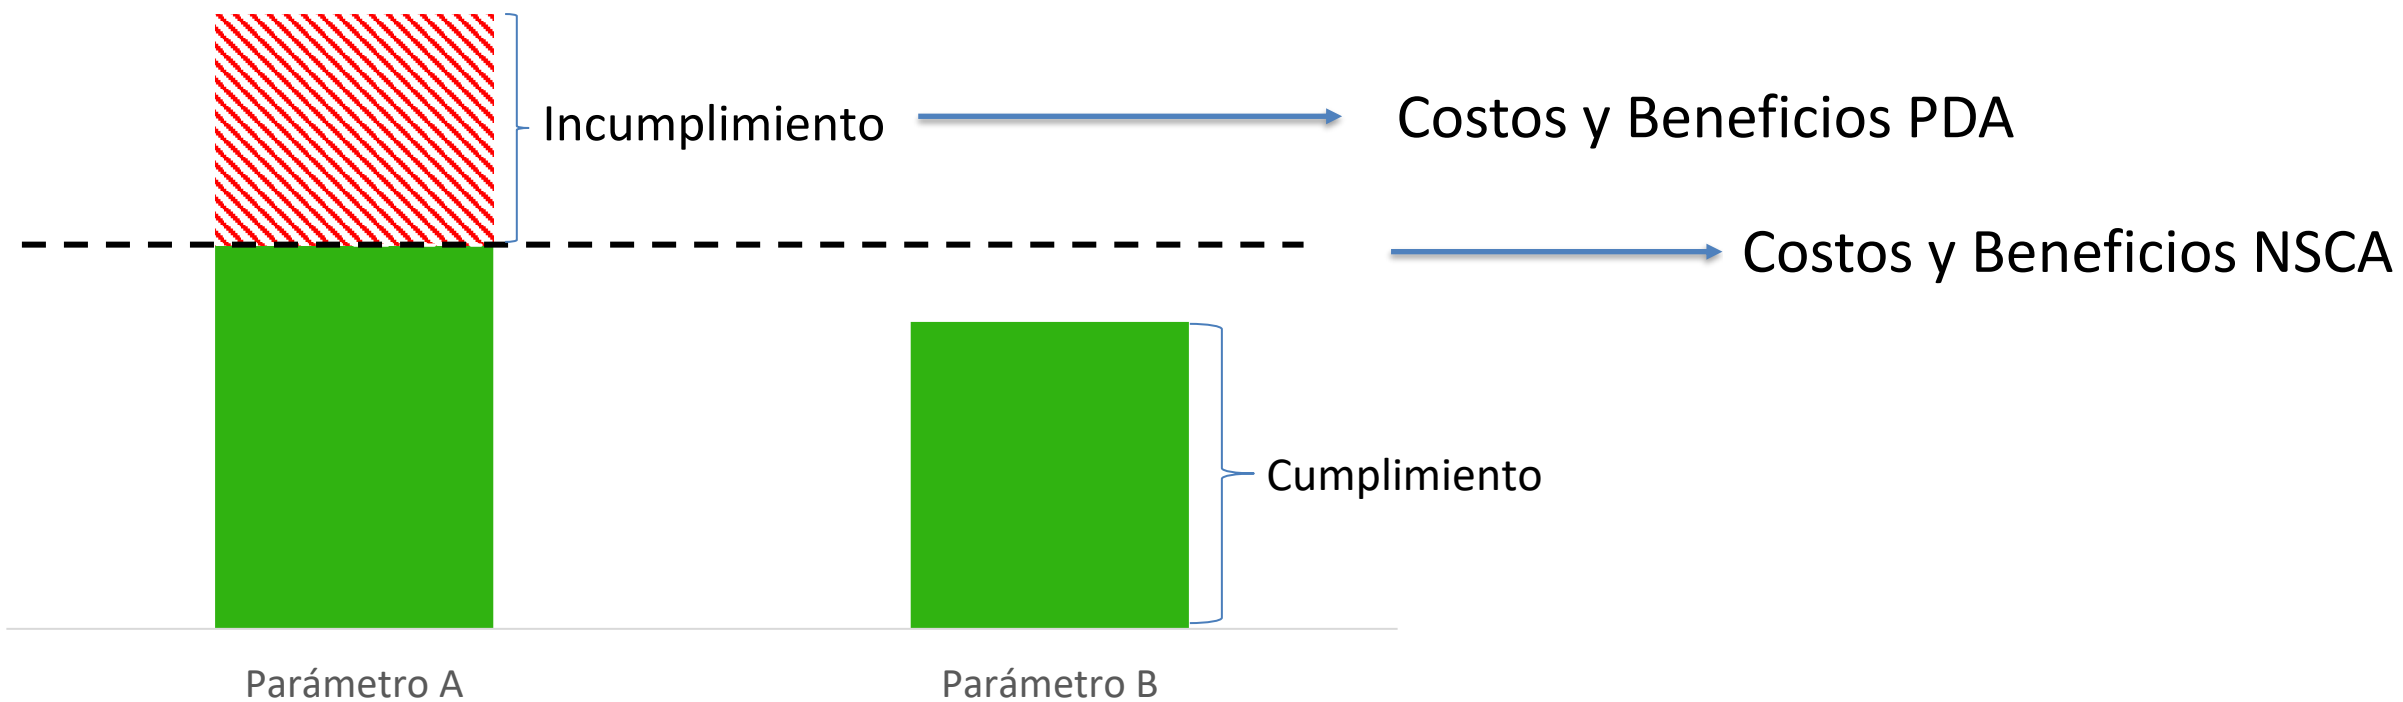 Incumplimiento
Costos y Beneficios PDA
Costos y Beneficios NSCA
Cumplimiento
Parámetro A
Parámetro B